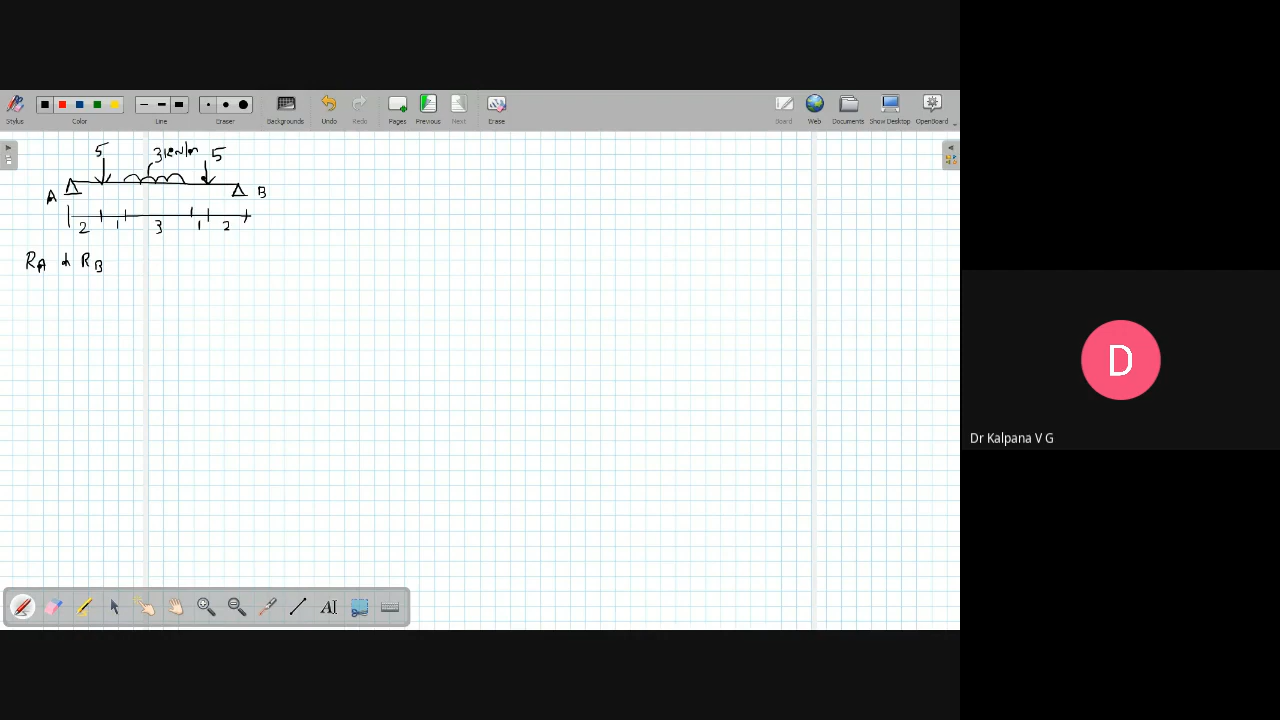 Stylus Color Line Eraser Backgrounds Undo Redo Pages Previous Next Erase Board Web Documents Show Desktop OpenBoard
5 3kN/m 5
A B
2 1 3 1 2
RA & RB
AI
D
Dr Kalpana V G